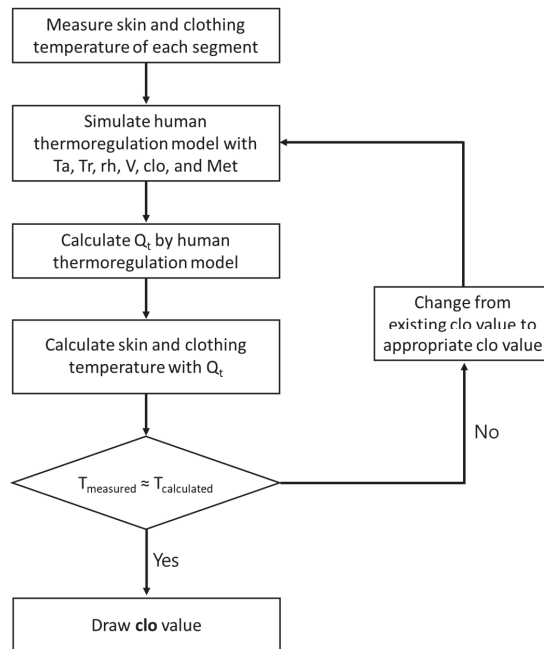 Measure skin and clothing
temperature of each segment
Simulate human
thermoregulation model with
Ta, Tr, rh, V, clo, and Met
Calculate Qt by human
thermoregulation model
Calculate skin and clothing
temperature with Qt
Change from
existing clo value to
appropriate clo value
No
Tmeasured ≈ Tcalculated
Yes
Draw clo value